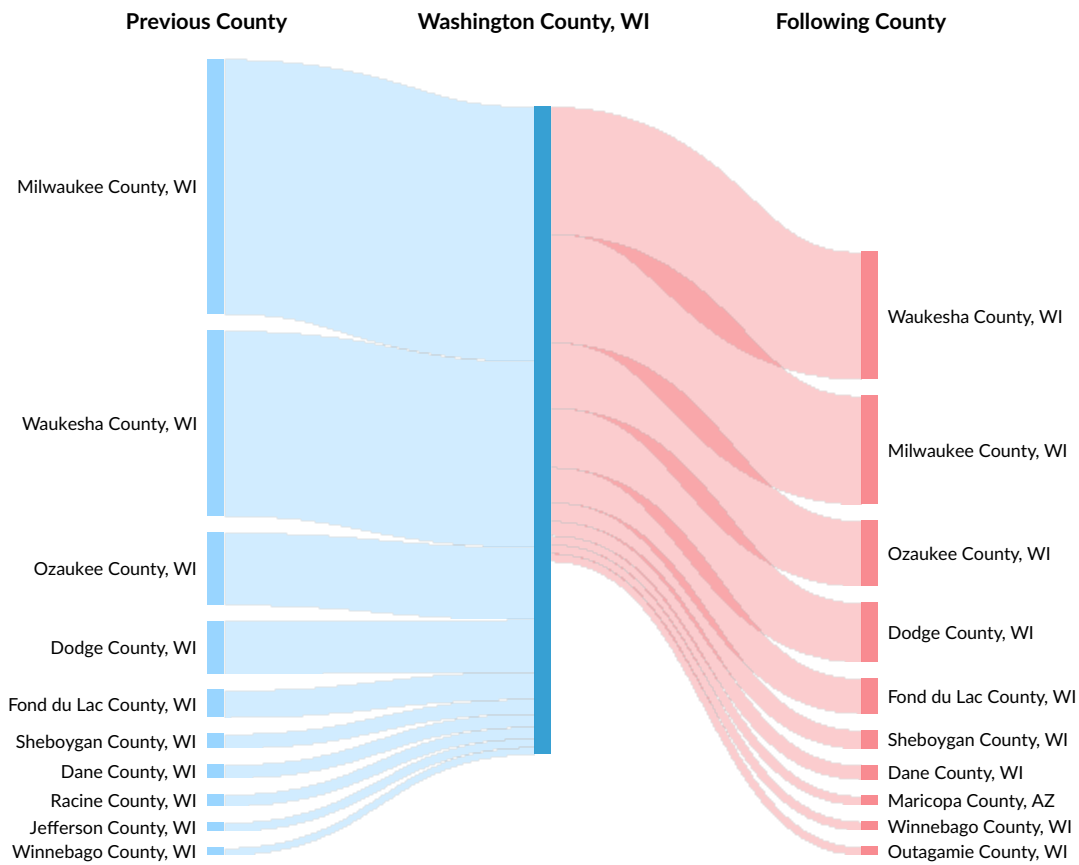 Previous County
Washington County, WI
Following County
Milwaukee County, WI
Waukesha County, WI
Ozaukee County, WI
Dodge County, WI
Fond du Lac County, WI
Sheboygan County, WI
Dane County, WI
Racine County, WI
Jefferson County, WI
Winnebago County, WI
Waukesha County, WI
Milwaukee County, WI
Ozaukee County, WI
Dodge County, WI
Fond du Lac County, WI
Sheboygan County, WI
Dane County, WI
Maricopa County, AZ
Winnebago County, WI
Outagamie County, WI